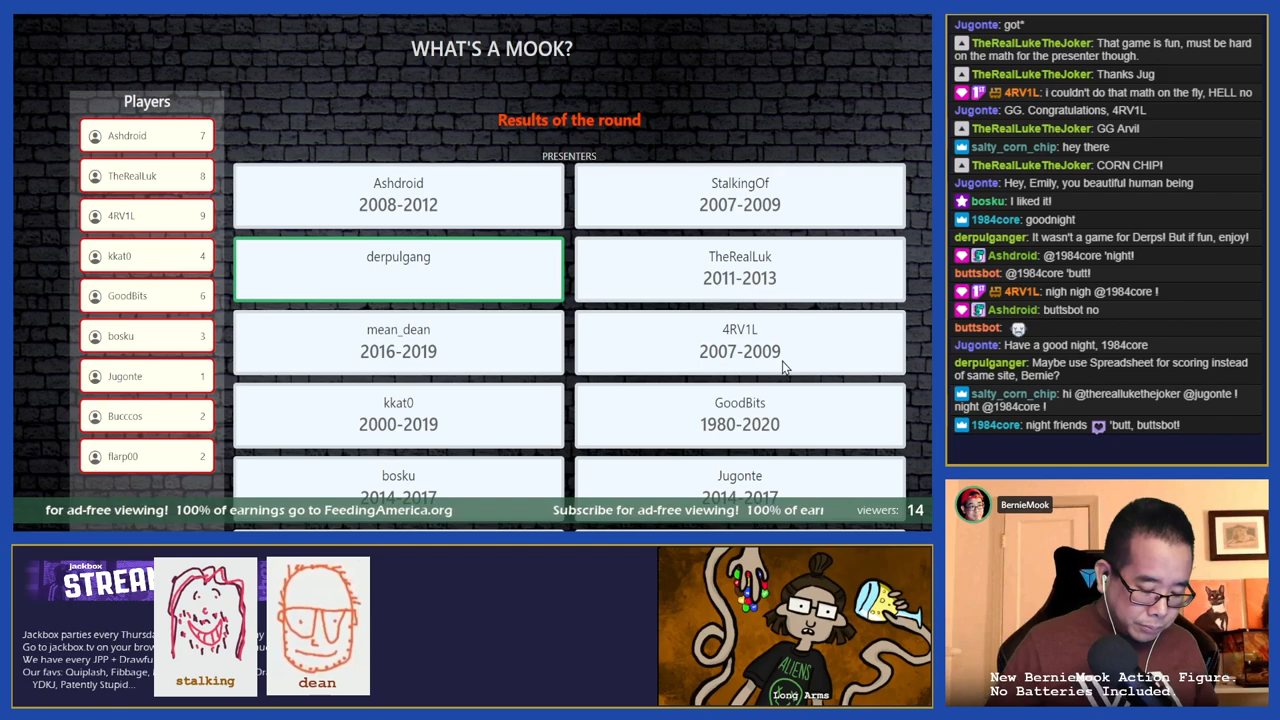 WHAT'S A MOOK?
Players
Ashdroid 7
TheRealLuk 8
4RV1L 9
kkat0 4
GoodBits 6
bosku 3
Jugonte 1
Bucccos 2
flarp00 2
Results of the round
PRESENTERS
Ashdroid
2008-2012
StalkingOf
2007-2009
derpulgang
TheRealLuk
2011-2013
mean_dean
2016-2019
4RV1L
2007-2009
kkat0
2000-2019
GoodBits
1980-2020
bosku
2014-2017
Jugonte
2014-2017
for ad-free viewing! 100% of earnings go to FeedingAmerica.org
Subscribe for ad-free viewing! 100% of earı
viewers: 14
Jugonte: got*
TheRealLukeTheJoker: That game is fun, must be hard
on the math for the presenter though.
TheRealLukeTheJoker: Thanks Jug
4RV1L: i couldn't do that math on the fly, HELL no
Jugonte: GG. Congratulations, 4RV1L
TheRealLukeTheJoker: GG Arvil
salty_corn_chip: hey there
TheRealLukeTheJoker: CORN CHIP!
Jugonte: Hey, Emily, you beautiful human being
bosku: I liked it!
1984core: goodnight
derpulganger: It wasn't a game for Derps! But if fun, enjoy!
Ashdroid: @1984core 'night!
buttsbot: @1984core 'butt!
4RV1L: nigh nigh @1984core !
Ashdroid: buttsbot no
buttsbot:
Jugonte: Have a good night, 1984core
derpulganger: Maybe use Spreadsheet for scoring instead
of same site, Bernie?
salty_corn_chip: hi @thereallukethejoker @jugonte !
night @1984core !
1984core: night friends 'butt, buttsbot!
jackbox
STREA
Jackbox parties every Thursda
Go to jackbox.tv on your brow
We have every JPP + Drawfu
Our favs: Quiplash, Fibbage,
YDKJ, Patently Stupid...
stalking
dean
ALIENS
Long Arms
BernieMook
New BernieMook Action Figure.
No Batteries Included